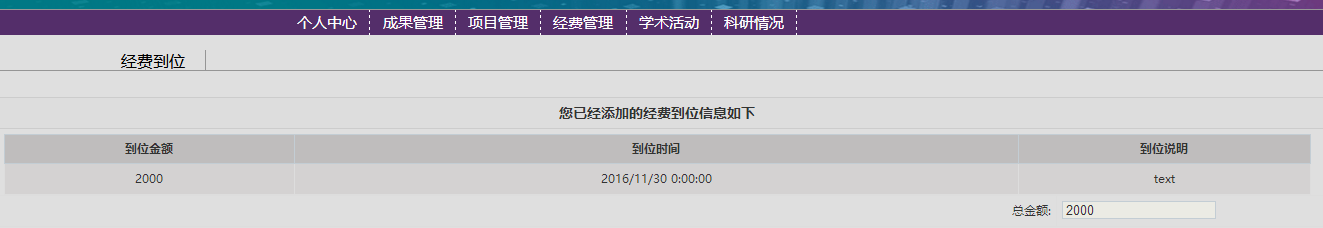 个人中心 成果管理 项目管理 经费管理 学术活动 科研情况
经费到位
您已经添加的经费到位信息如下
到位金额 到位时间 到位说明
2000 2016/11/30 0:00:00 text
总金额: 2000